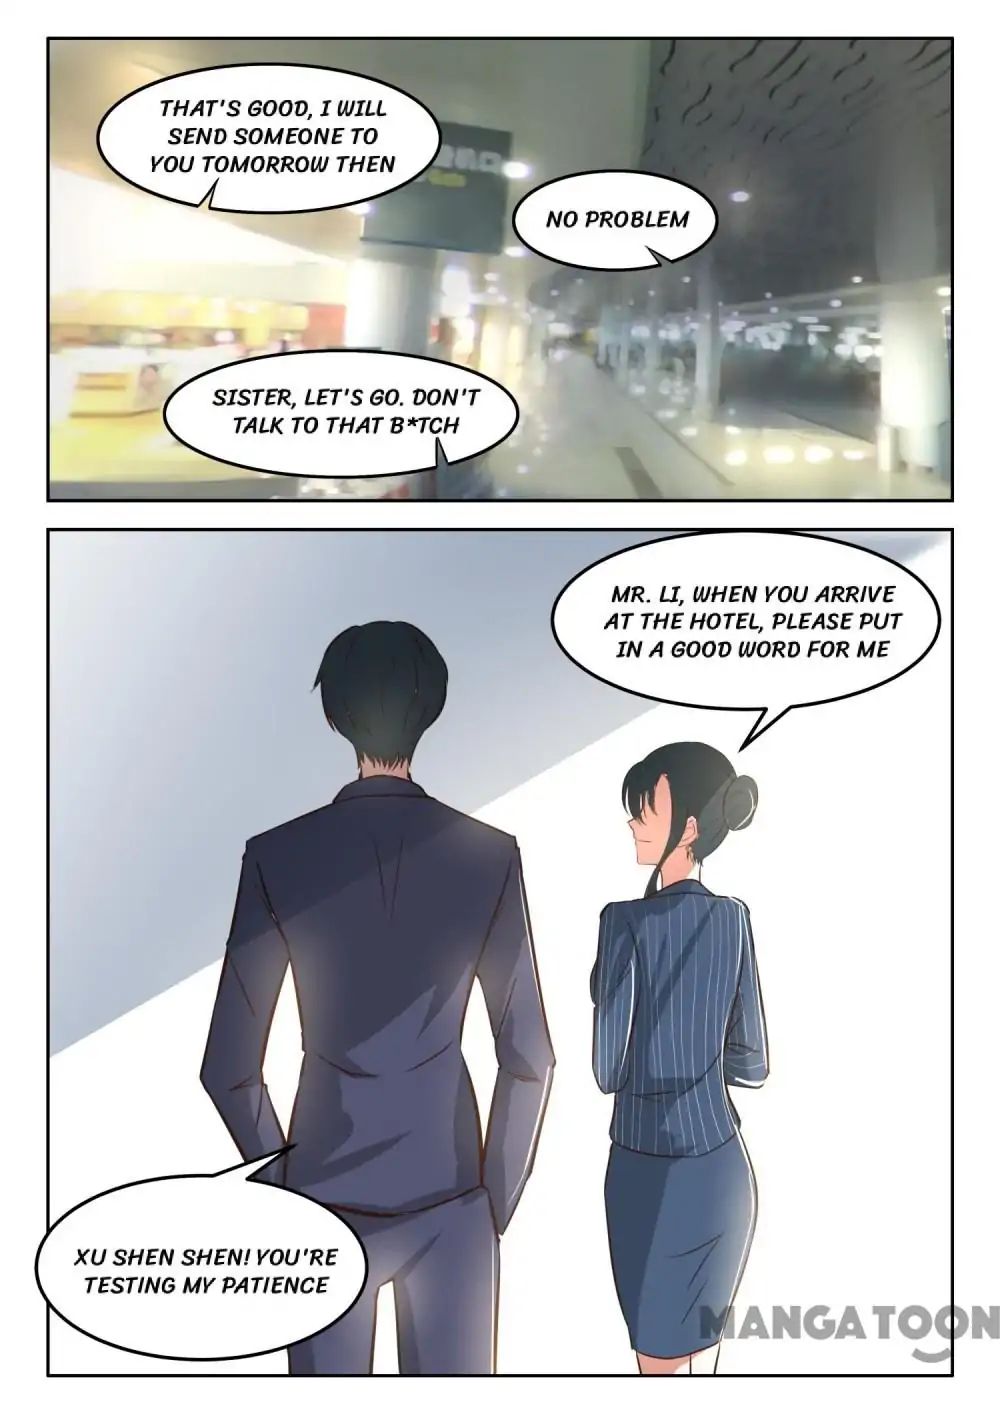 THAT'S GOOD, I WILL
SEND SOMEONE TO
YOU TOMORROW THEN
NO PROBLEM
SISTER, LET'S GO. DON'T
TALK TO THAT B*TCH
MR. LI, WHEN YOU ARRIVE
AT THE HOTEL, PLEASE PUT
IN A GOOD WORD FOR ME
XU SHEN SHEN! YOU'RE
TESTING MY PATIENCE
MANGATOON